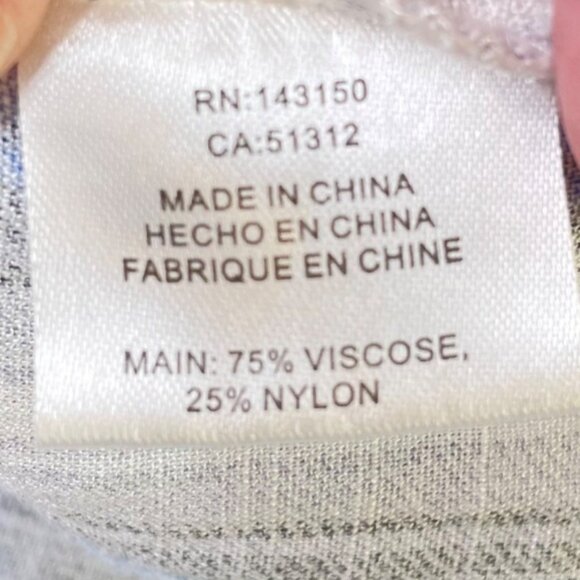 RN:143150
CA:51312
MADE IN CHINA
HECHO EN CHINA
FABRIQUE EN CHINE
MAIN: 75% VISCOSE,
25% NYLON